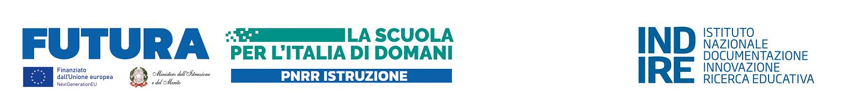 FUTURA
Finanziato
dall'Unione europea
NextGenerationEU
Ministero dell'Istruzione
e del Merito
LA SCUOLA
PER L'ITALIA DI DOMANI
PNRR ISTRUZIONE
IND
IRE
ISTITUTO
NAZIONALE
DOCUMENTAZIONE
INNOVAZIONE
RICERCA EDUCATIVA